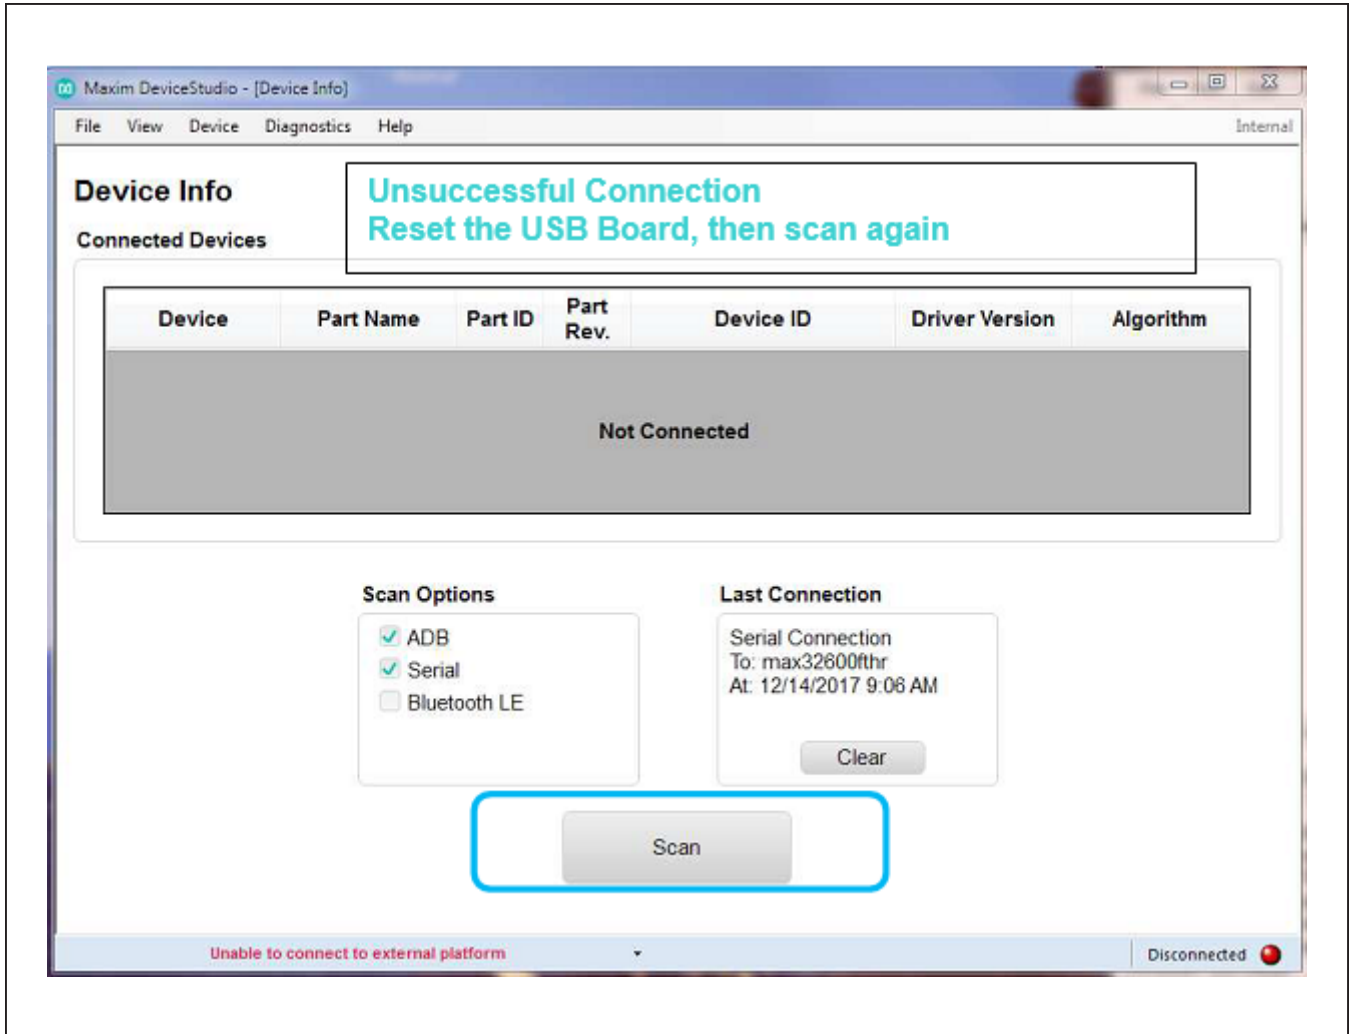 Maxim DeviceStudio - [Device Info]
File View Device Diagnostics Help Internal
Device Info
Unsuccessful Connection
Reset the USB Board, then scan again
Connected Devices
Device Part Name Part ID Part Rev. Device ID Driver Version Algorithm
Not Connected
Scan Options
ADB
Serial
Bluetooth LE
Last Connection
Serial Connection
To: max32600fthr
At: 12/14/2017 9:06 AM
Clear
Scan
Unable to connect to external platform
Disconnected